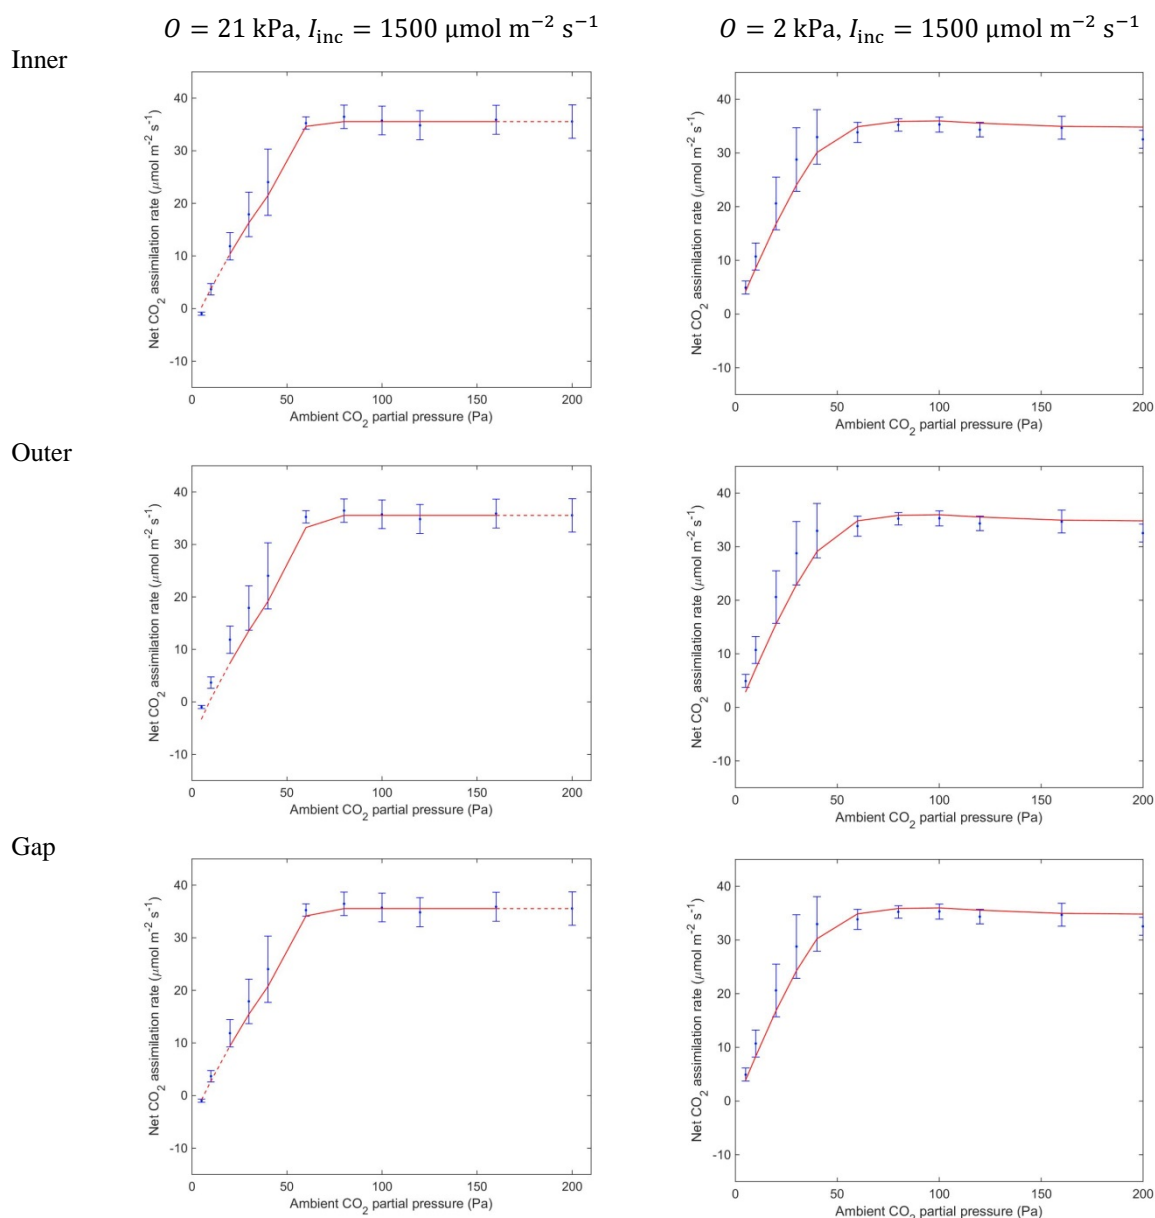 O = 21 kPa, Iinc = 1500 μmol m−2 s−1
O = 2 kPa, Iinc = 1500 μmol m−2 s−1
Inner
Net CO2 assimilation rate (μmol m-2 s-1)
40
30
20
10
0
-10
0 50 100 150 200
Ambient CO2 partial pressure (Pa)
Net CO2 assimilation rate (μmol m-2 s-1)
40
30
20
10
0
-10
0 50 100 150 200
Ambient CO2 partial pressure (Pa)
Outer
Net CO2 assimilation rate (μmol m-2 s-1)
40
30
20
10
0
-10
0 50 100 150 200
Ambient CO2 partial pressure (Pa)
Net CO2 assimilation rate (μmol m-2 s-1)
40
30
20
10
0
-10
0 50 100 150 200
Ambient CO2 partial pressure (Pa)
Gap
Net CO2 assimilation rate (μmol m-2 s-1)
40
30
20
10
0
-10
0 50 100 150 200
Ambient CO2 partial pressure (Pa)
Net CO2 assimilation rate (μmol m-2 s-1)
40
30
20
10
0
-10
0 50 100 150 200
Ambient CO2 partial pressure (Pa)